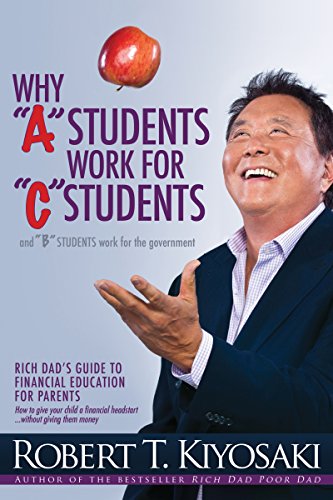 WHY
"A" STUDENTS
WORK FOR
"C" STUDENTS
and "B" STUDENTS work for the government
RICH DAD'S GUIDE TO
FINANCIAL EDUCATION
FOR PARENTS
How to give your child a financial headstart
...without giving them money
ROBERT T. KIYOSAKI
AUTHOR OF THE BESTSELLER RICH DAD POOR DAD